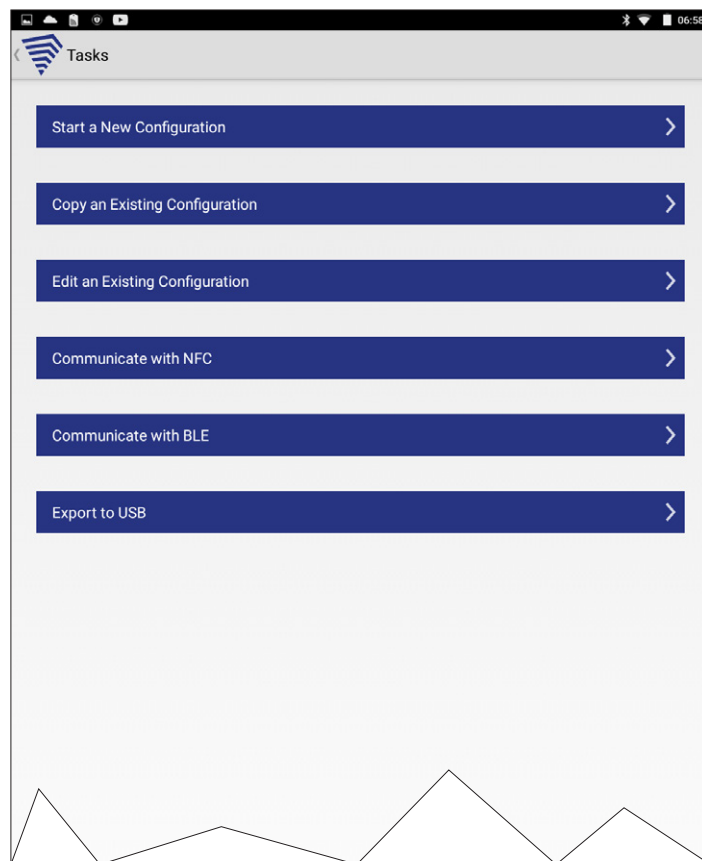 06:58
Tasks
Start a New Configuration
Copy an Existing Configuration
Edit an Existing Configuration
Communicate with NFC
Communicate with BLE
Export to USB